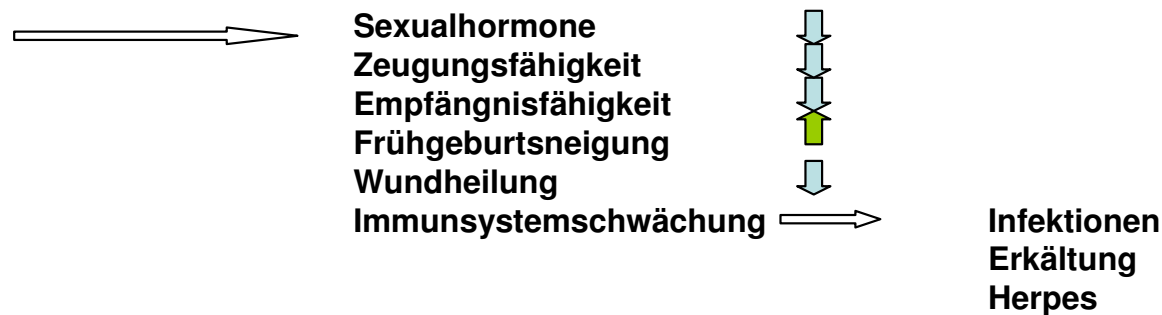 Sexualhormone
Zeugungsfähigkeit
Empfängnisfähigkeit
Frühgeburtsneigung
Wundheilung
Immunsystemschwächung Infektionen
Erkältung
Herpes